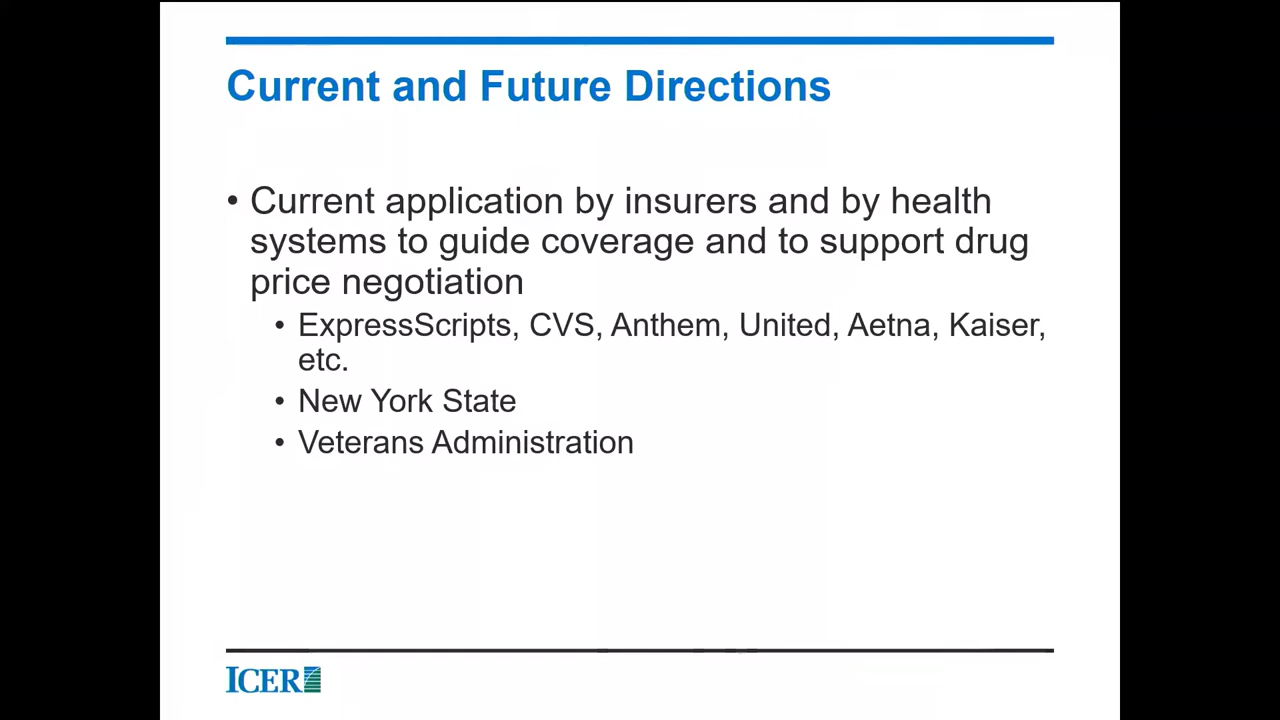 Current and Future Directions
• Current application by insurers and by health
systems to guide coverage and to support drug
price negotiation
• ExpressScripts, CVS, Anthem, United, Aetna, Kaiser,
etc.
• New York State
• Veterans Administration
ICER